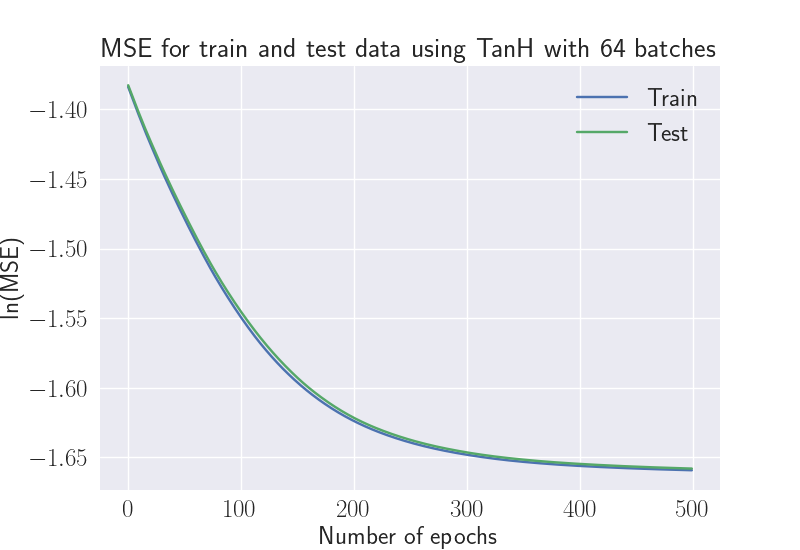 MSE for train and test data using TanH with 64 batches
Train
Test
−1.40
−1.45
−1.50
−1.55
−1.60
−1.65
ln(MSE)
0 100 200 300 400 500
Number of epochs